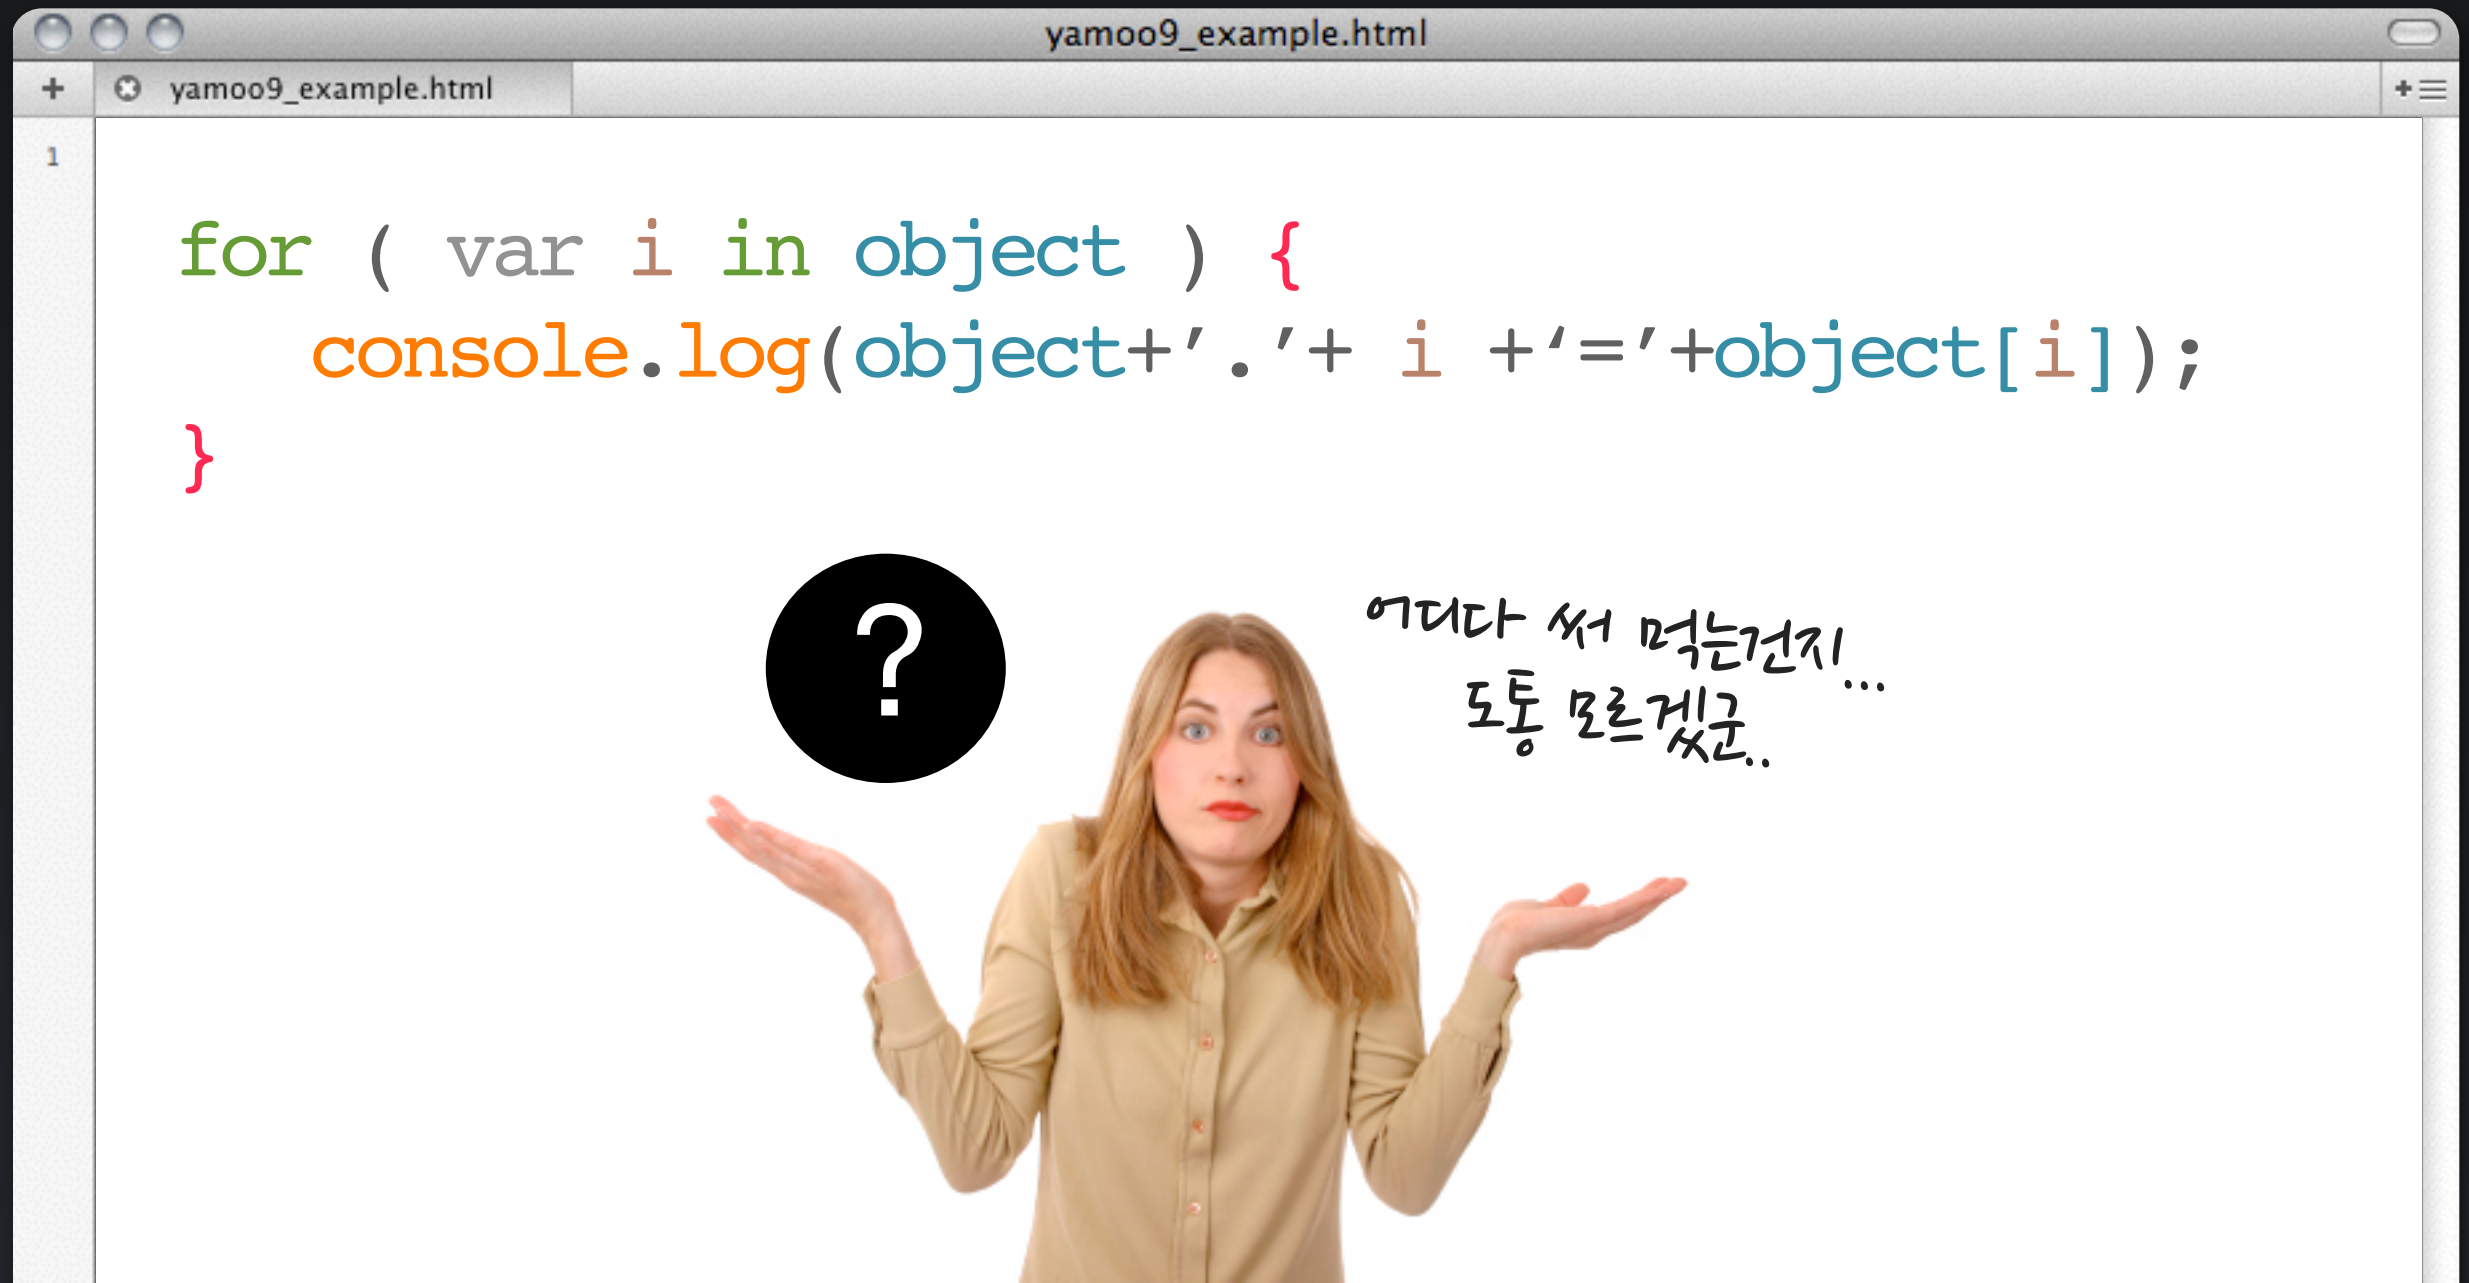 yamoo9_example.html
yamoo9_example.html
1
for ( var i in object ) {
console.log(object+’.’+ i +‘=’+object[i]);
}
?
어디다 써 먹는건지...
도통 모르겠군..